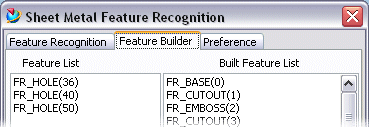 Sheet Metal Feature Recognition
Feature Recognition Feature Builder Preference
Feature List Built Feature List
FR_HOLE(36) FR_BASE(0)
FR_HOLE(40) FR_CUTOUT(1)
FR_HOLE(50) FR_EMBOSS(2)
FR_CUTOUT(3)